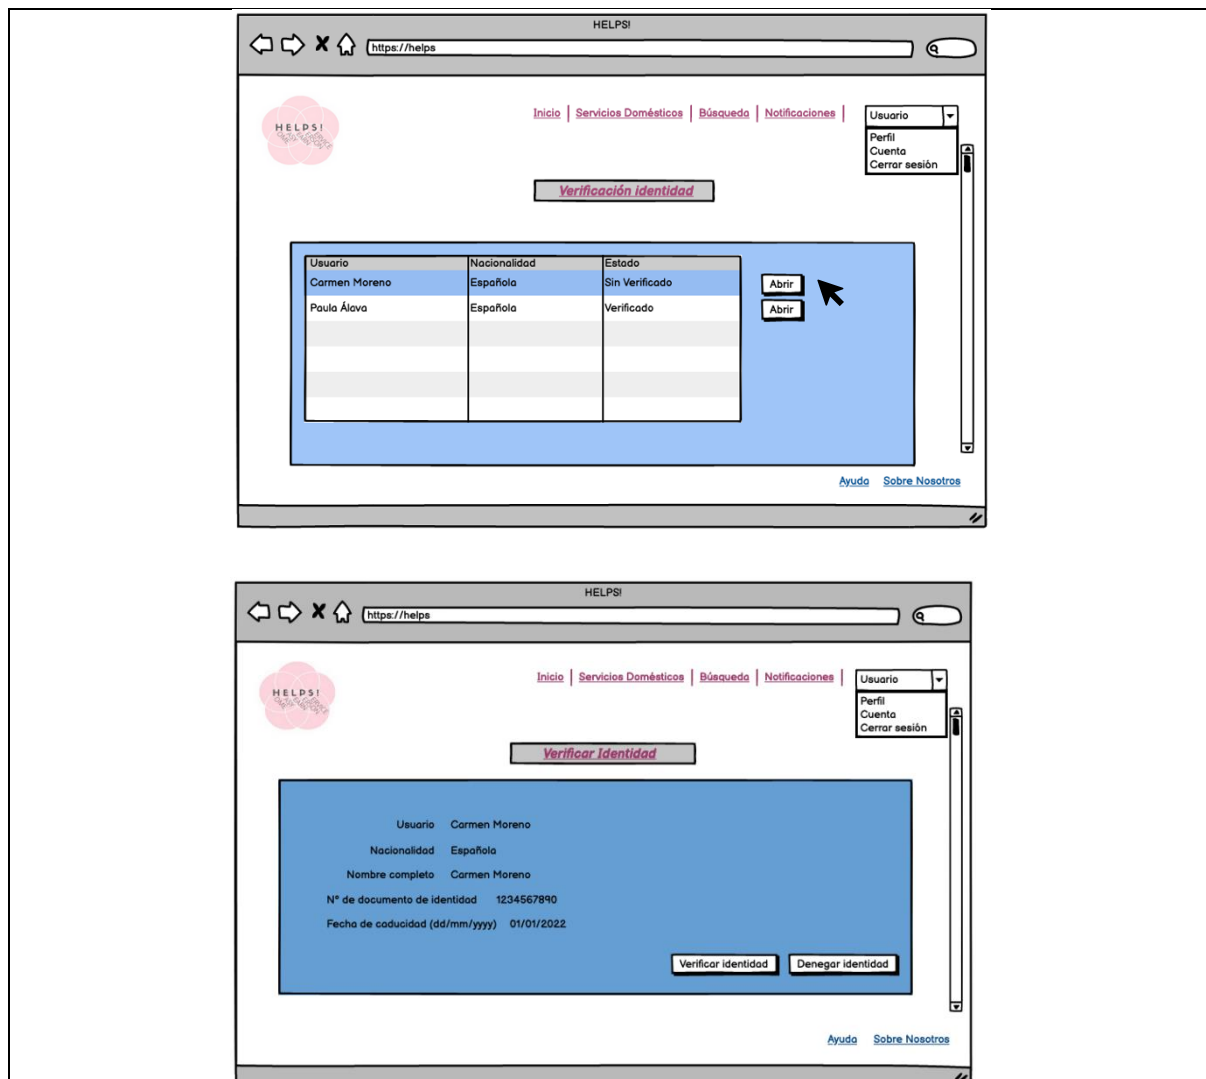 HELPS!
https://helps
Inicio Servicios Domésticos Búsqueda Notificaciones Usuario
Perfil
Cuenta
Cerrar sesión
HELPS!
Verificación identidad
Usuario Nacionalidad Estado
Carmen Moreno Española Sin Verificado Abrir
Paula Álava Española Verificado Abrir
Ayuda Sobre Nosotros
HELPS!
https://helps
Inicio Servicios Domésticos Búsqueda Notificaciones Usuario
Perfil
Cuenta
Cerrar sesión
HELPS!
Verificar Identidad
Usuario Carmen Moreno
Nacionalidad Española
Nombre completo Carmen Moreno
Nº de documento de identidad 1234567890
Fecha de caducidad (dd/mm/yyyy) 01/01/2022
Verificar identidad Denegar identidad
Ayuda Sobre Nosotros